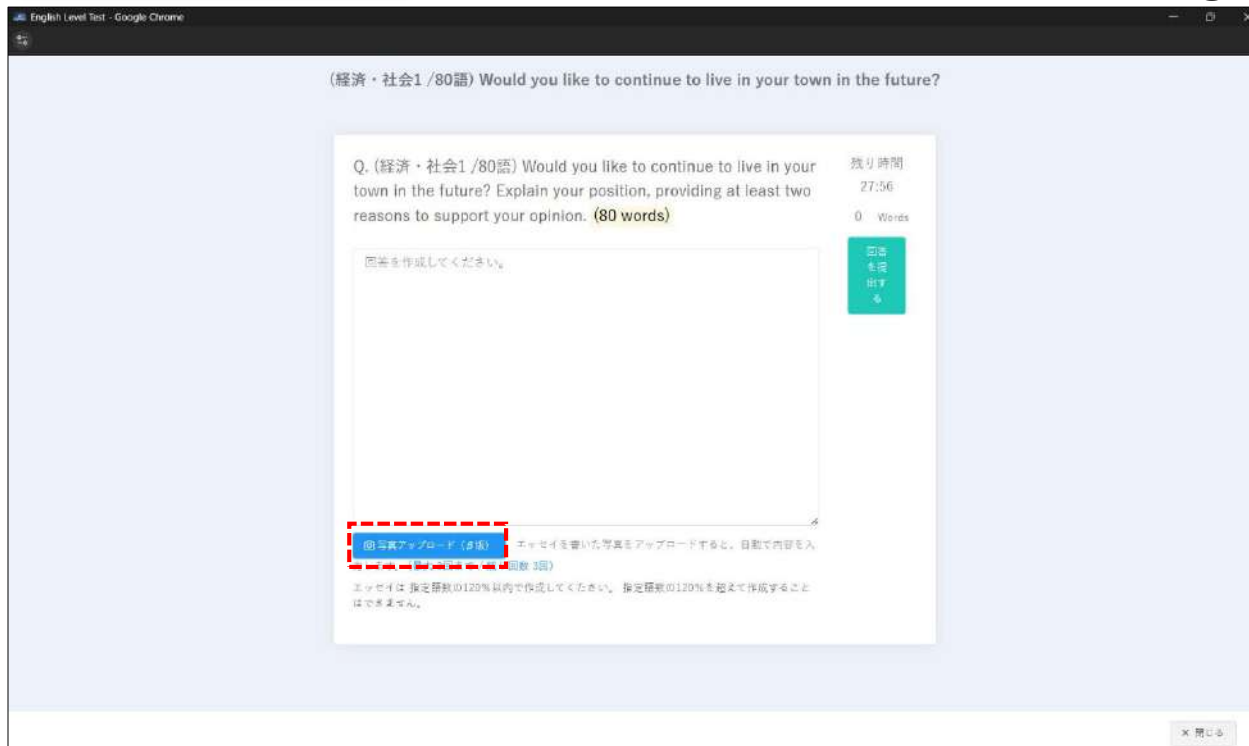 English Level Test - Google Chrome
(経済・社会1 /80語) Would you like to continue to live in your town in the future?
Q. (経済・社会1 /80語) Would you like to continue to live in your
town in the future? Explain your position, providing at least two
reasons to support your opinion. (80 words)
残り時間
27:56
0 Words
回答
を提
出す
る
回答を作成してください。
写真アップロード (β版)
エッセイを書いた写真をアップロードすると、自動で内容を入
回数 3回)
エッセイは 指定語数の120%以内で作成してください。 指定語数の120%を超えて作成すること
はできません。
× 閉じる